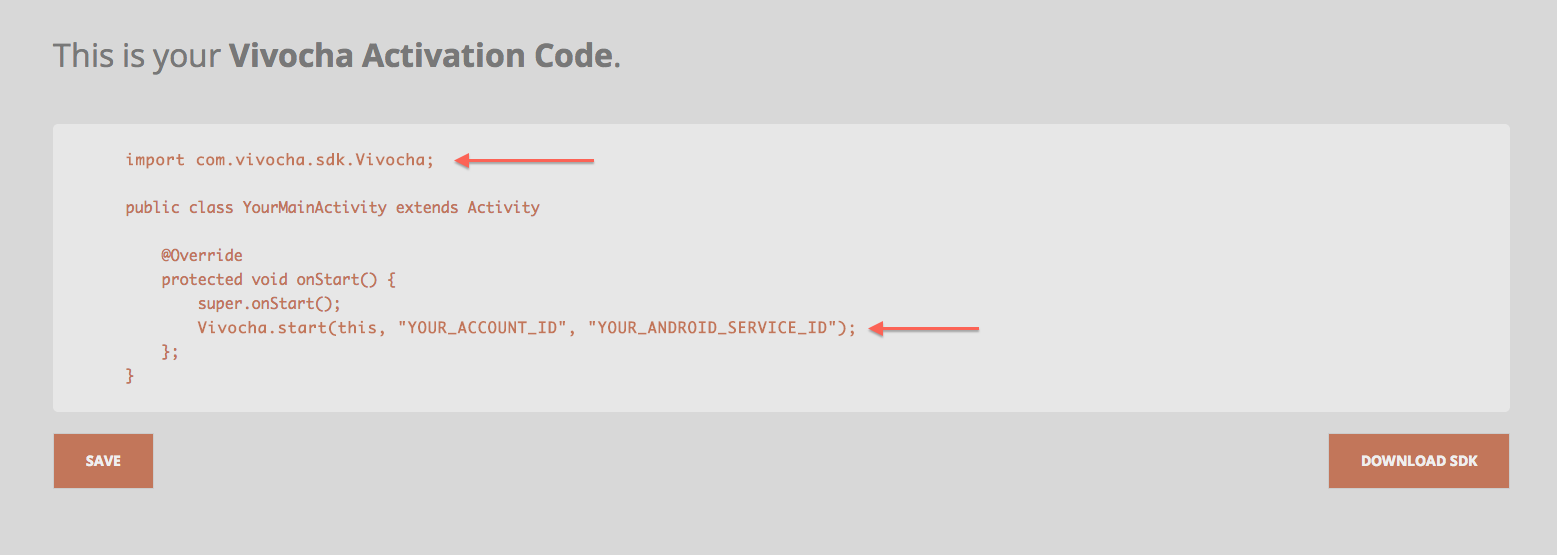 This is your Vivocha Activation Code.
import com.vivocha.sdk.Vivocha;
public class YourMainActivity extends Activity
@Override
protected void onStart() {
super.onStart();
Vivocha.start(this, "YOUR_ACCOUNT_ID", "YOUR_ANDROID_SERVICE_ID");
};
}
SAVE
DOWNLOAD SDK